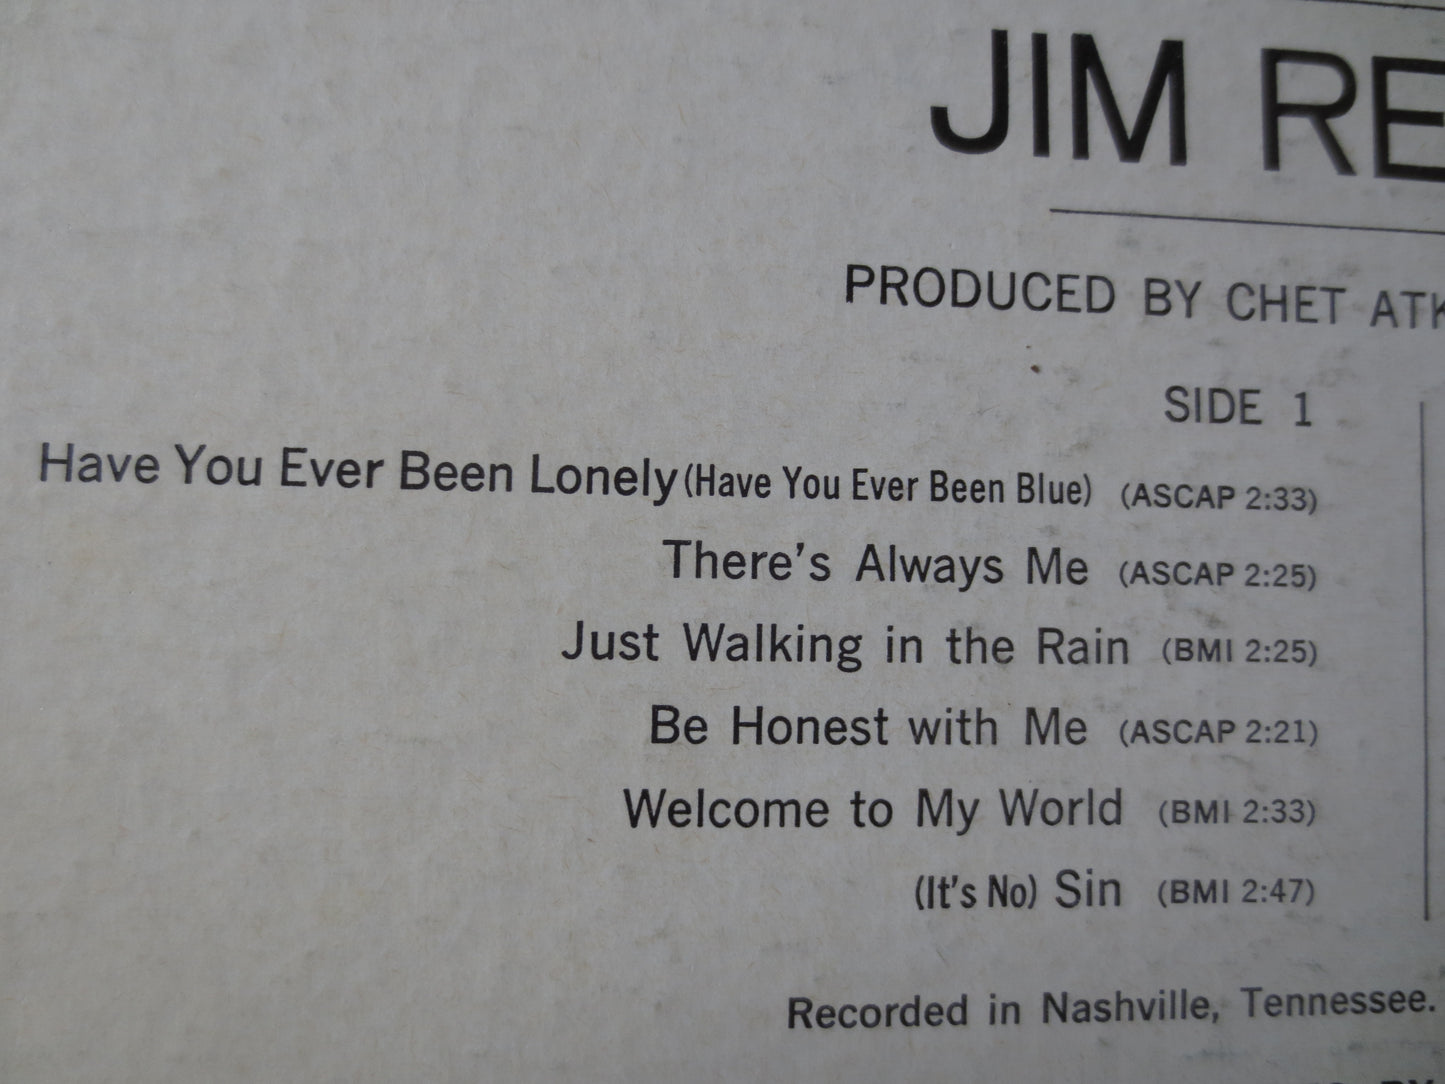 JIM RE
PRODUCED BY CHET ATK
SIDE 1
Have You Ever Been Lonely (Have You Ever Been Blue) (ASCAP 2:33)
There's Always Me (ASCAP 2:25)
Just Walking in the Rain (BMI 2:25)
Be Honest with Me (ASCAP 2:21)
Welcome to My World (BMI 2:33)
(It's No) Sin (BMI 2:47)
Recorded in Nashville, Tennessee.